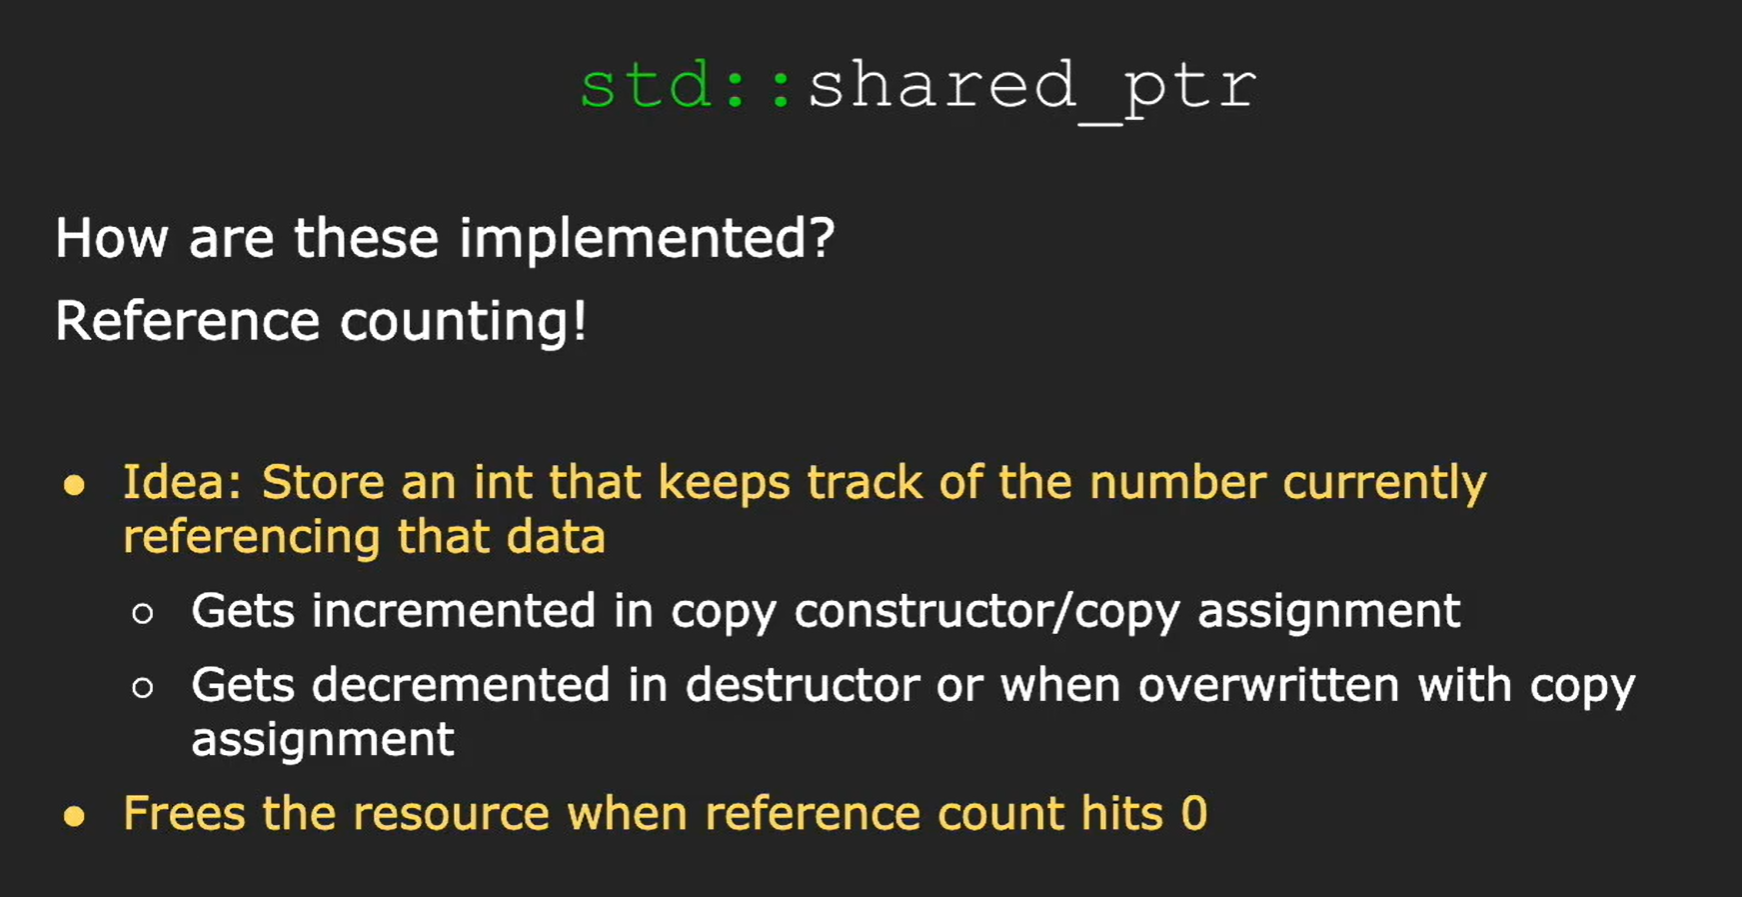 std::shared_ptr
How are these implemented?
Reference counting!
● Idea: Store an int that keeps track of the number currently
referencing that data
○ Gets incremented in copy constructor/copy assignment
○ Gets decremented in destructor or when overwritten with copy
assignment
● Frees the resource when reference count hits 0